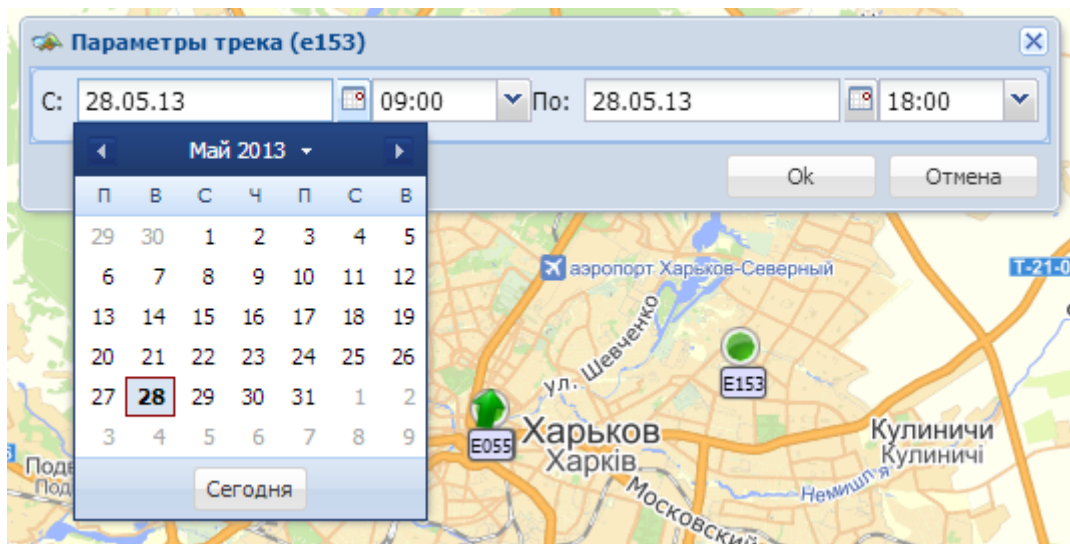 Параметры трека (e153)
С: 28.05.13 09:00 По: 28.05.13 18:00
Май 2013
П В С Ч П С В
29 30 1 2 3 4 5
6 7 8 9 10 11 12
13 14 15 16 17 18 19
20 21 22 23 24 25 26
27 28 29 30 31 1 2
3 4 5 6 7 8 9
Сегодня
Ok Отмена
аэропорт Харьков-Северный
Т-21-0
ул. Шевченко
E153
E055
Харьков
Харків
Кулиничи
Кулиничі
Немишля
Московский